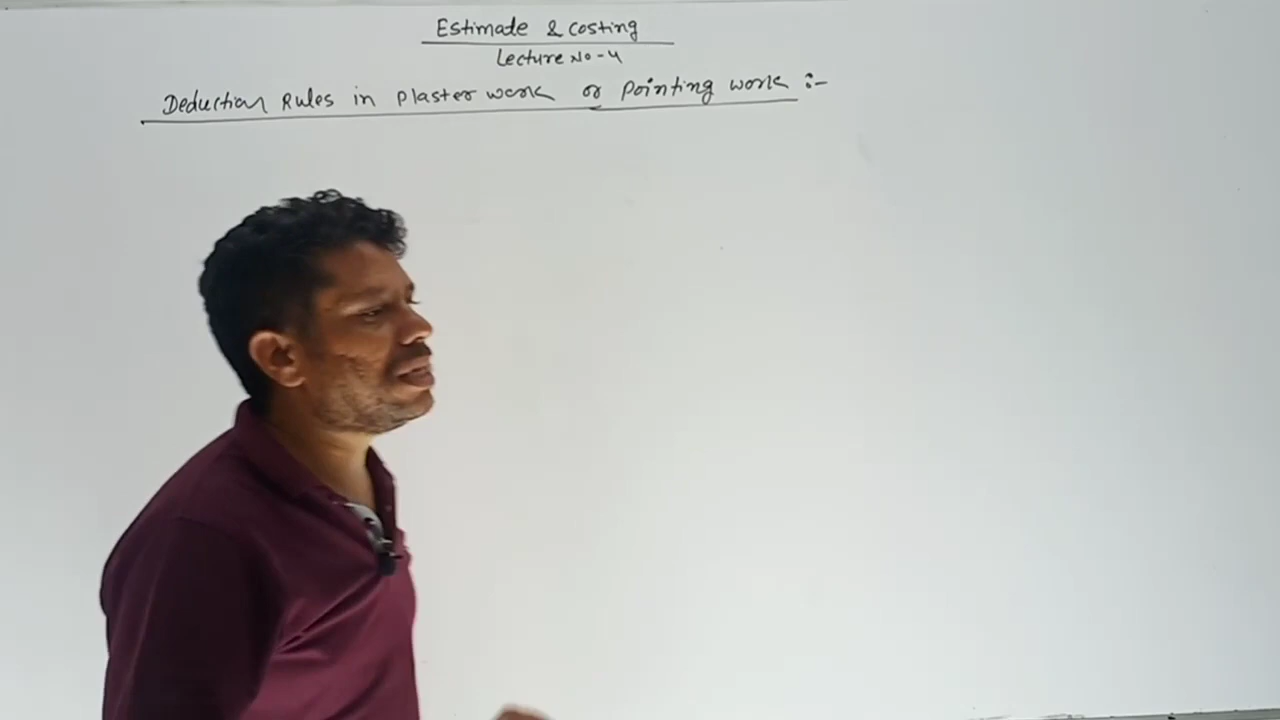 Estimate & Costing
Lecture No-4
Deduction Rules in Plaster work or Pointing work :-